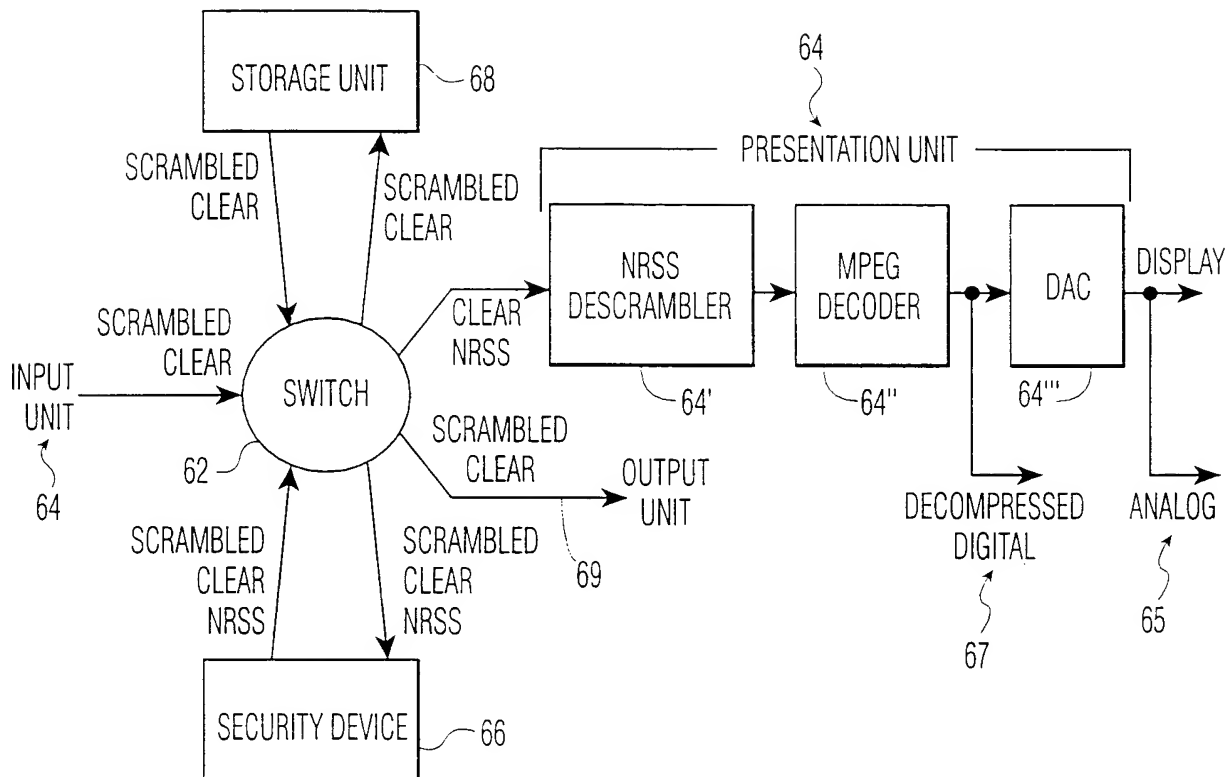 STORAGE UNIT
68
SCRAMBLED
CLEAR
SCRAMBLED
CLEAR
64
PRESENTATION UNIT
NRSS
DESCRAMBLER
MPEG
DECODER
DAC
DISPLAY
64'
64"
64'''
CLEAR
NRSS
SCRAMBLED
CLEAR
INPUT
UNIT
64
SWITCH
62
SCRAMBLED
CLEAR
OUTPUT
UNIT
69
DECOMPRESSED
DIGITAL
67
ANALOG
65
SCRAMBLED
CLEAR
NRSS
SCRAMBLED
CLEAR
NRSS
SECURITY DEVICE
66